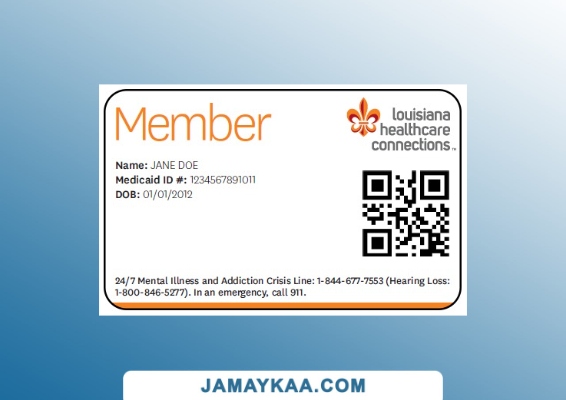 Member
louisiana
healthcare
connections™
Name: JANE DOE
Medicaid ID #: 1234567891011
DOB: 01/01/2012
24/7 Mental Illness and Addiction Crisis Line: 1-844-677-7553 (Hearing Loss:
1-800-846-5277). In an emergency, call 911.
JAMAYKAA.COM